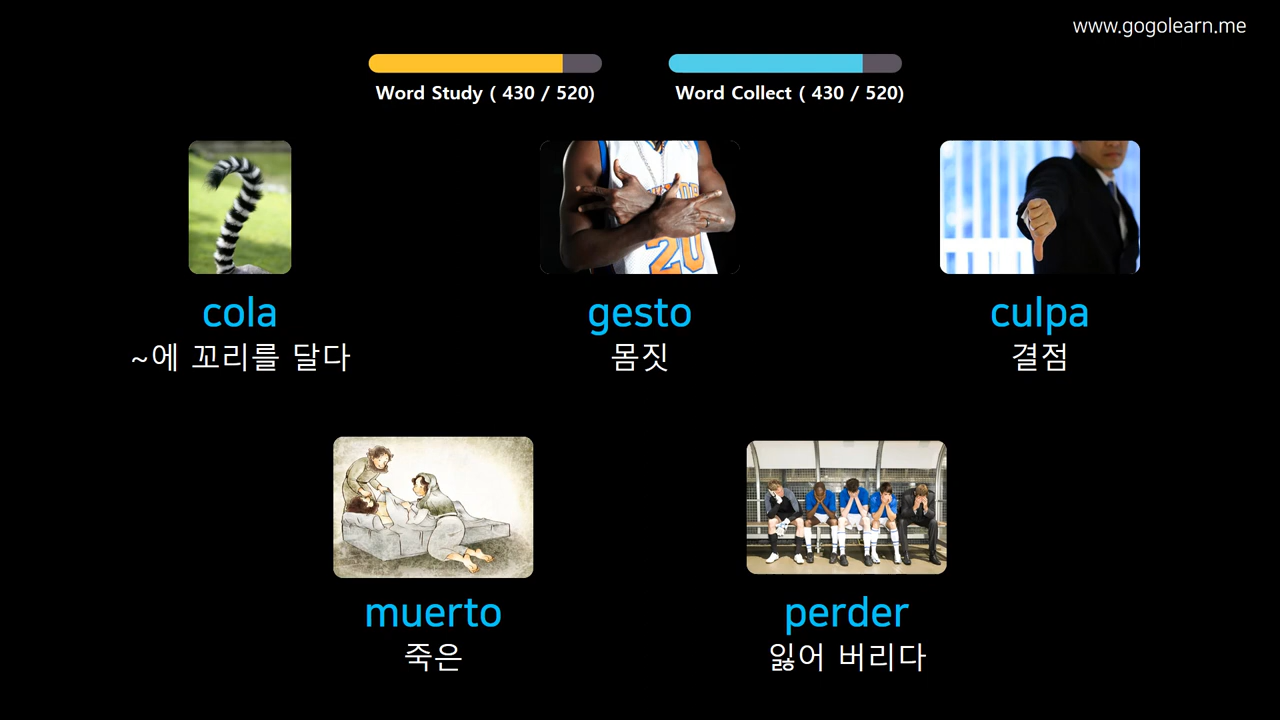 www.gogolearn.me
Word Study ( 430 / 520)
Word Collect ( 430 / 520)
20
cola
~에 꼬리를 달다
gesto
몸짓
culpa
결점
muerto
죽은
perder
잃어 버리다